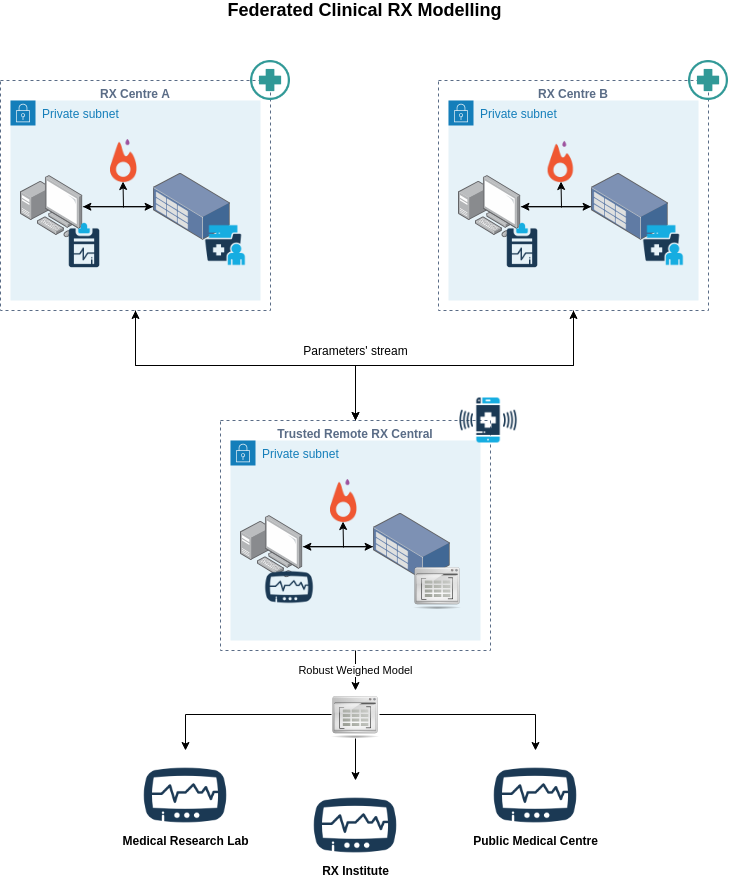 Federated Clinical RX Modelling
RX Centre A
Private subnet
RX Centre B
Private subnet
Parameters' stream
Trusted Remote RX Central
Private subnet
Robust Weighed Model
Medical Research Lab
RX Institute
Public Medical Centre